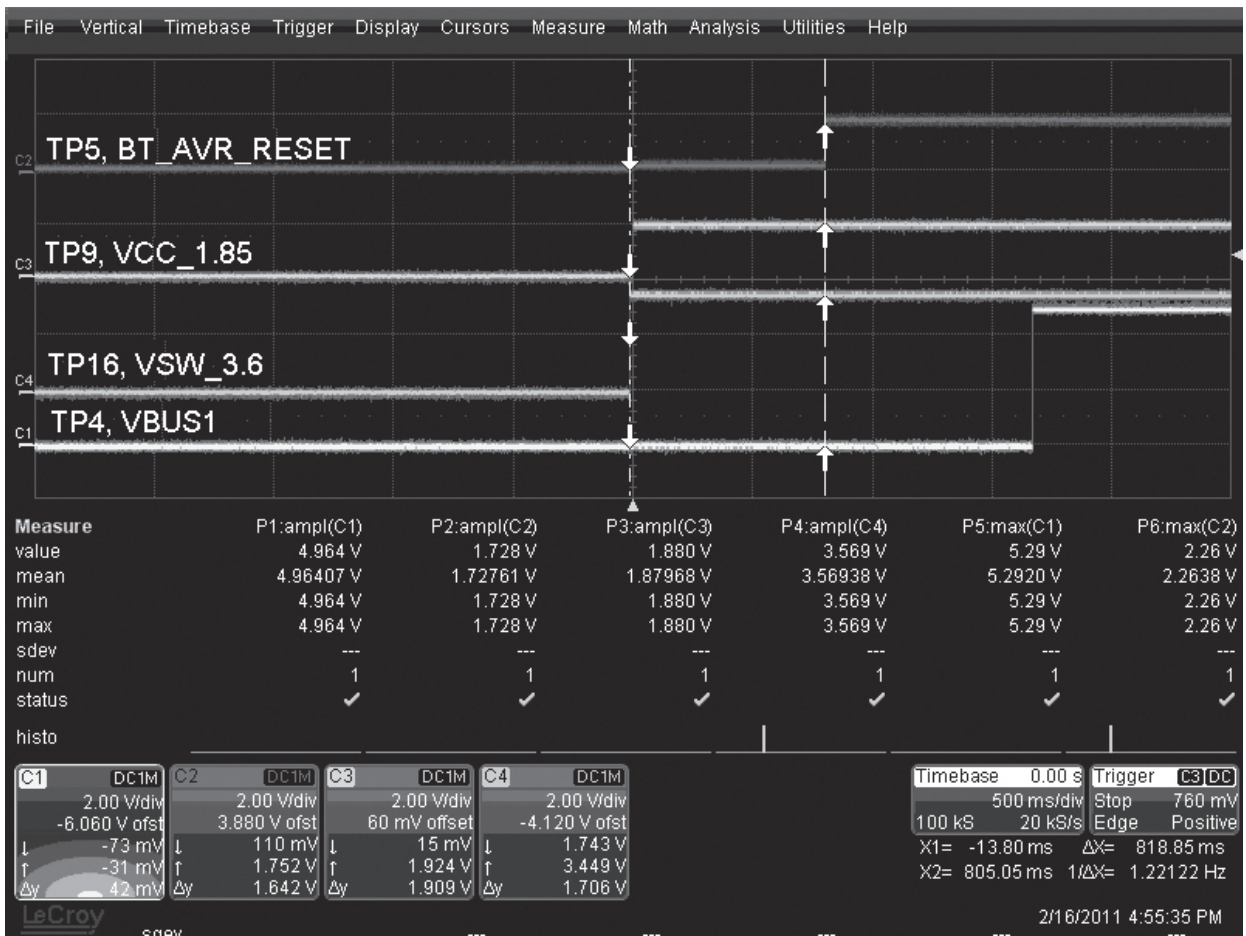 File Vertical Timebase Trigger Display Cursors Measure Math Analysis Utilities Help
C2
TP5, BT_AVR_RESET
C3
TP9, VCC_1.85
C4
TP16, VSW_3.6
C1
TP4, VBUS1
Measure P1:ampl(C1) P2:ampl(C2) P3:ampl(C3) P4:ampl(C4) P5:max(C1) P6:max(C2)
value 4.964 V 1.728 V 1.880 V 3.569 V 5.29 V 2.26 V
mean 4.96407 V 1.72761 V 1.87968 V 3.56938 V 5.2920 V 2.2638 V
min 4.964 V 1.728 V 1.880 V 3.569 V 5.29 V 2.26 V
max 4.964 V 1.728 V 1.880 V 3.569 V 5.29 V 2.26 V
sdev --- --- --- --- --- ---
num 1 1 1 1 1 1
status ✓ ✓ ✓ ✓ ✓ ✓
histo
C1 DC1M
2.00 V/div
-6.060 V ofst
↓ -73 mV
↑ -31 mV
Δy 42 mV
C2 DC1M
2.00 V/div
3.880 V ofst
↓ 110 mV
↑ 1.752 V
Δy 1.642 V
C3 DC1M
2.00 V/div
60 mV offset
↓ 15 mV
↑ 1.924 V
Δy 1.909 V
C4 DC1M
2.00 V/div
-4.120 V ofst
↓ 1.743 V
↑ 3.449 V
Δy 1.706 V
Timebase 0.00 s
500 ms/div
100 kS 20 kS/s
Trigger C3 DC
Stop 760 mV
Edge Positive
X1= -13.80 ms ΔX= 818.85 ms
X2= 805.05 ms 1/ΔX= 1.22122 Hz
LeCroy
2/16/2011 4:55:35 PM
sdev --- --- --- --- ---